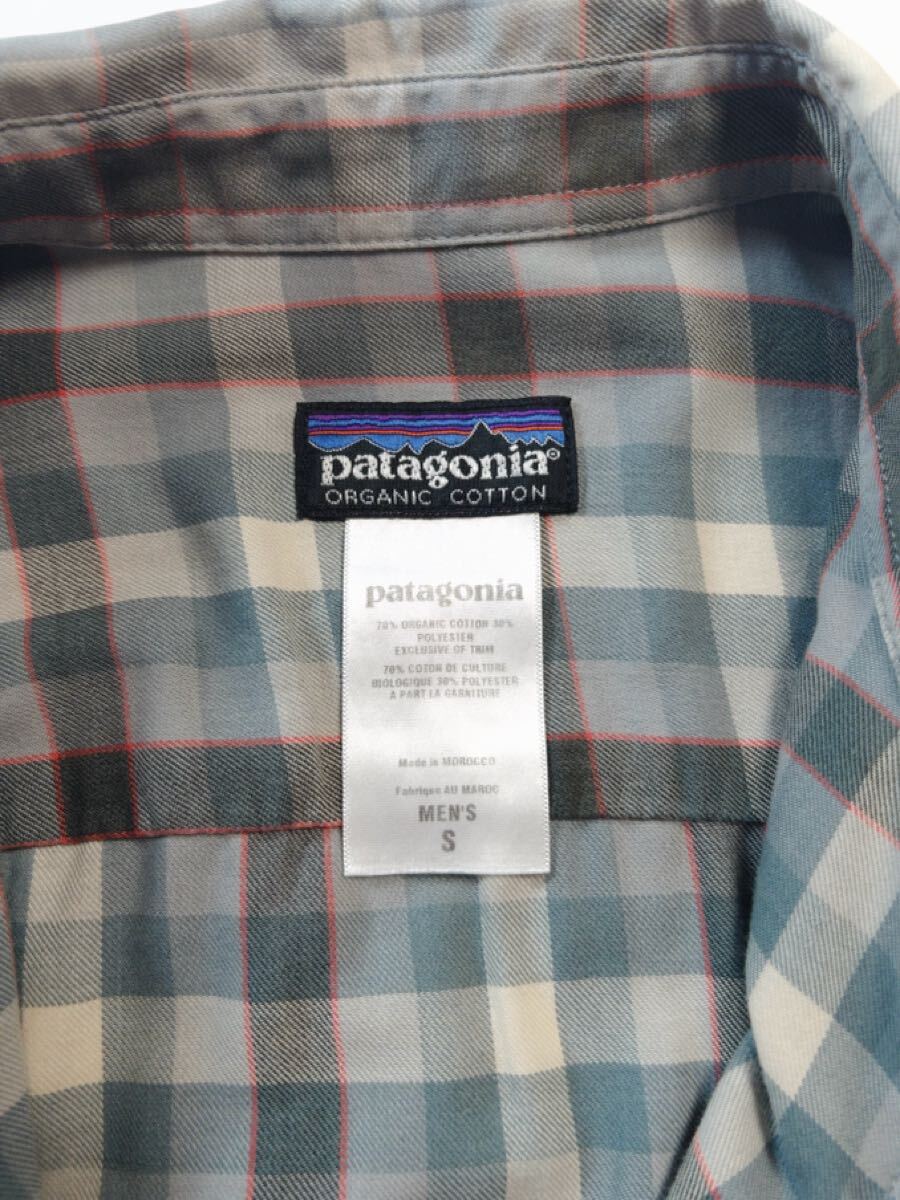 patagonia®
ORGANIC COTTON
patagonia
70% ORGANIC COTTON 30%
POLYESTER
EXCLUSIVE OF TRIM
70% COTON DE CULTURE
BIOLOGIQUE 30% POLYESTER
A PART LA GARNITURE
Made in MOROCCO
Fabrique AU MAROC
MEN'S
S